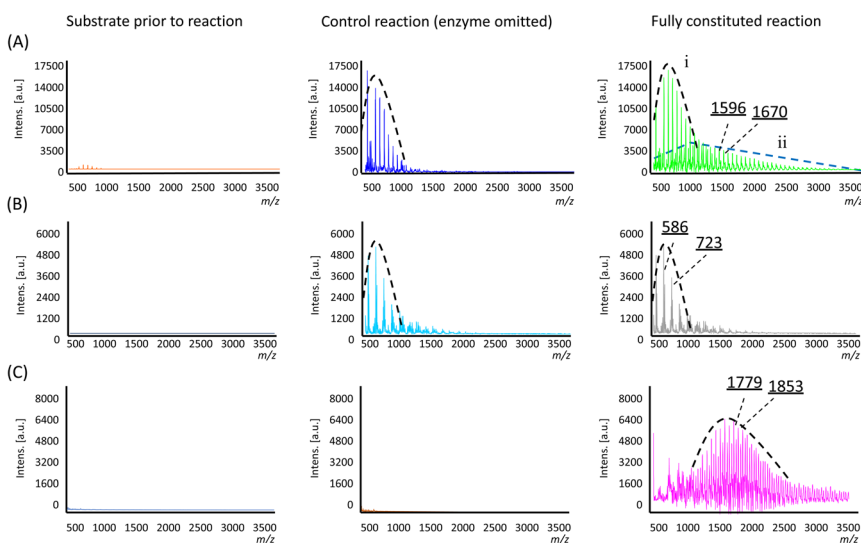 Substrate prior to reaction
Control reaction (enzyme omitted)
Fully constituted reaction
(A)
Intens. [a.u.]
17500
14000
10500
7000
3500
0
500 1000 1500 2000 2500 3000 3500
m/z
Intens. [a.u.]
17500
14000
10500
7000
3500
0
500 1000 1500 2000 2500 3000 3500
m/z
Intens. [a.u.]
17500
14000
10500
7000
3500
0
i
1596
1670
ii
500 1000 1500 2000 2500 3000 3500
m/z
(B)
Intens. [a.u.]
6000
4800
3600
2400
1200
0
500 1000 1500 2000 2500 3000 3500
m/z
Intens. [a.u.]
6000
4800
3600
2400
1200
0
500 1000 1500 2000 2500 3000 3500
m/z
Intens. [a.u.]
6000
4800
3600
2400
1200
0
586
723
500 1000 1500 2000 2500 3000 3500
m/z
(C)
Intens. [a.u.]
8000
6400
4800
3200
1600
0
500 1000 1500 2000 2500 3000 3500
m/z
Intens. [a.u.]
8000
6400
4800
3200
1600
0
500 1000 1500 2000 2500 3000 3500
m/z
Intens. [a.u.]
8000
6400
4800
3200
1600
0
1779
1853
500 1000 1500 2000 2500 3000 3500
m/z